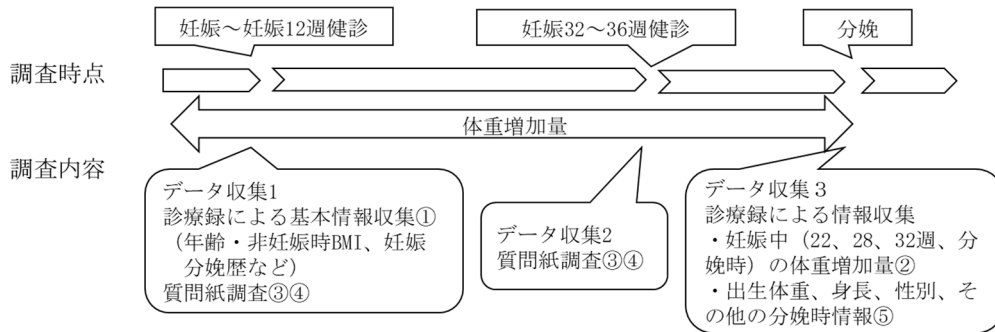 妊娠～妊娠12週健診
妊娠32～36週健診
分娩
調査時点
体重増加量
調査内容
データ収集1
診療録による基本情報収集①
（年齢・非妊娠時BMI、妊娠
分娩歴など）
質問紙調査③④
データ収集2
質問紙調査③④
データ収集３
診療録による情報収集
・妊娠中（22、28、32週、分
娩時）の体重増加量②
・出生体重、身長、性別、そ
の他の分娩時情報⑤